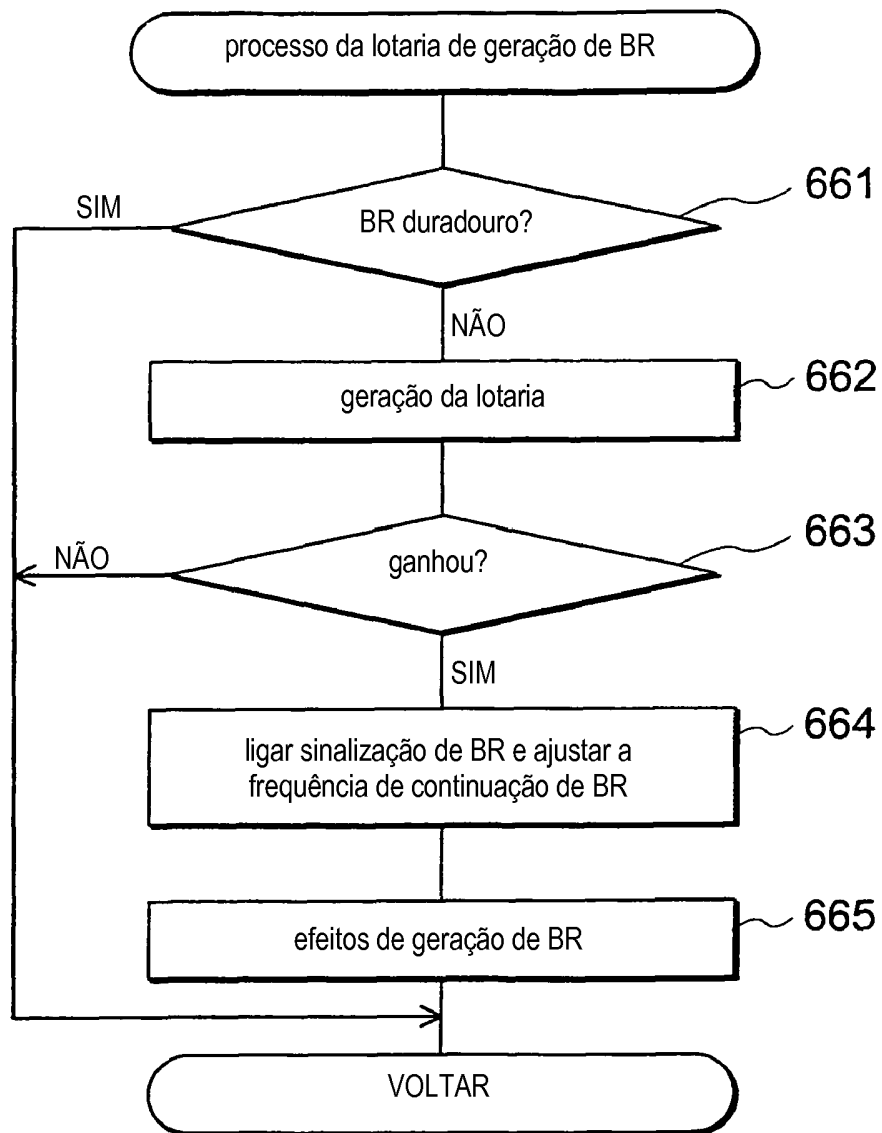 processo da lotaria de geração de BR
661
SIM
BR duradouro?
NÃO
662
geração da lotaria
663
NÃO
ganhou?
SIM
664
ligar sinalização de BR e ajustar a
frequência de continuação de BR
665
efeitos de geração de BR
VOLTAR